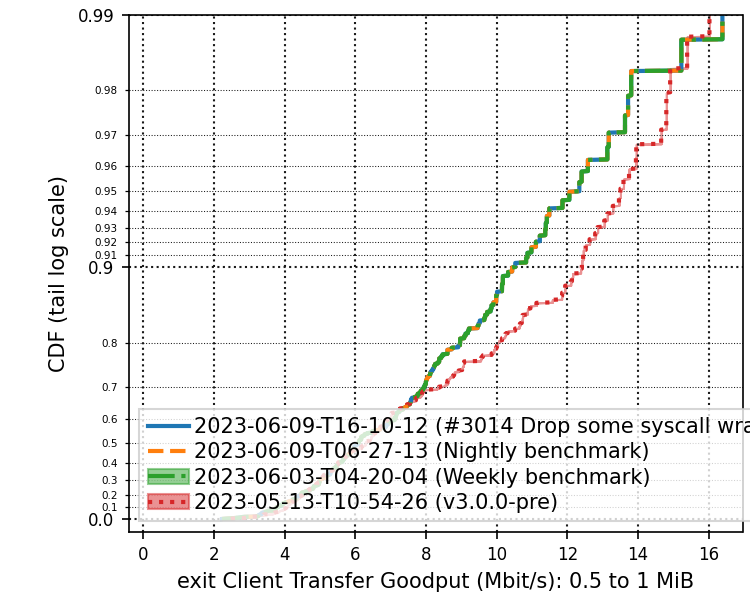 0.99
0.98
0.97
0.96
0.95
0.94
0.93
0.92
0.91
0.9
0.8
0.7
0.6
0.5
0.4
0.3
0.2
0.1
0.0
CDF (tail log scale)
2023-06-09-T16-10-12 (#3014 Drop some syscall wra
2023-06-09-T06-27-13 (Nightly benchmark)
2023-06-03-T04-20-04 (Weekly benchmark)
2023-05-13-T10-54-26 (v3.0.0-pre)
0 2 4 6 8 10 12 14 16
exit Client Transfer Goodput (Mbit/s): 0.5 to 1 MiB